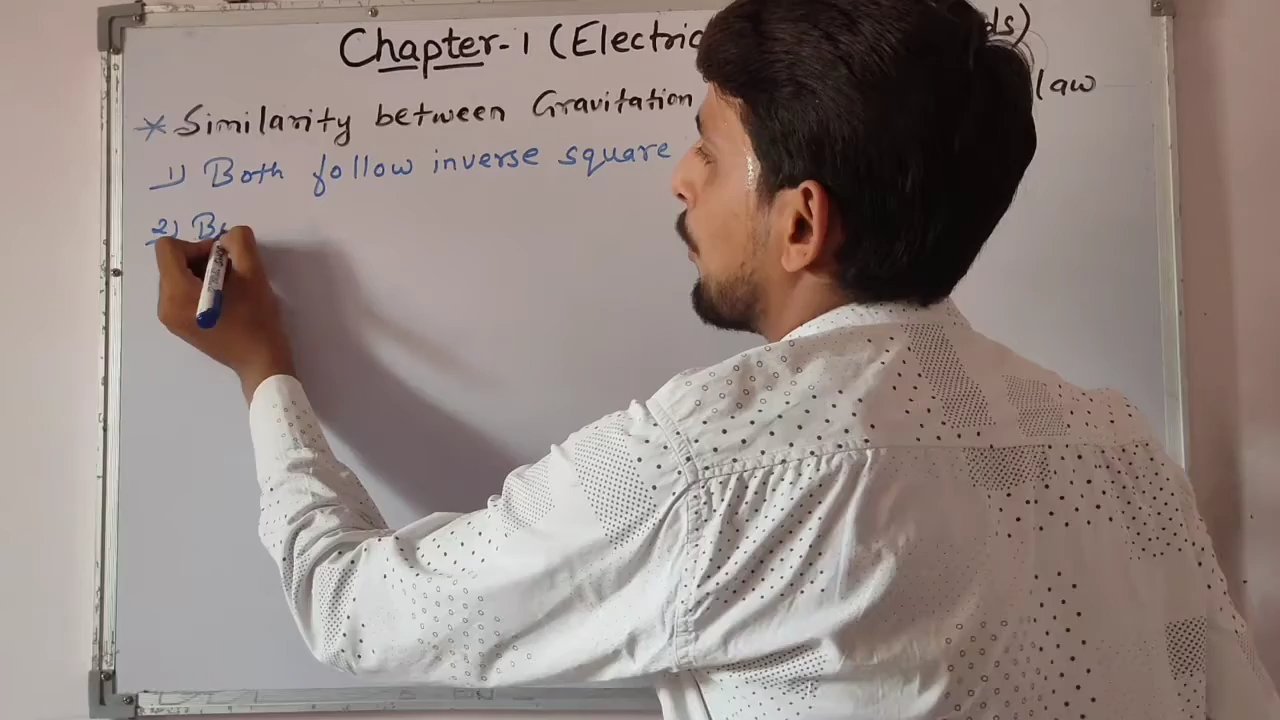 Chapter-1 (Electric ds)
* Similarity between Gravitation law
1) Both follow inverse square
2) B